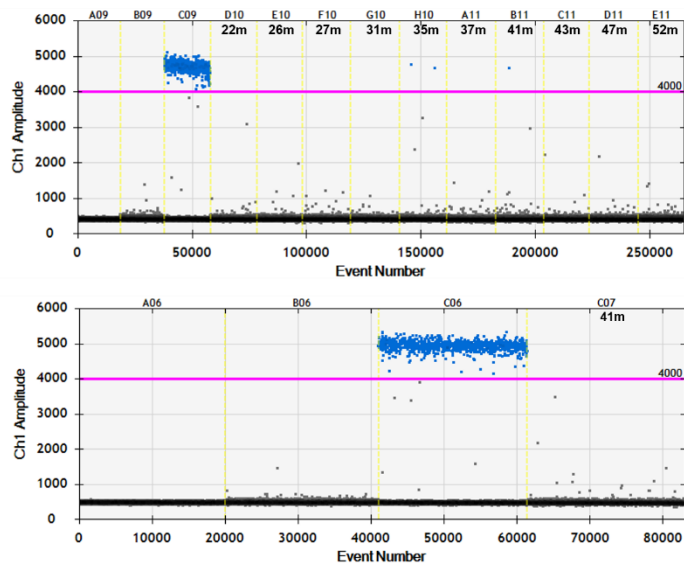 A09 B09 C09 D10 E10 F10 G10 H10 A11 B11 C11 D11 E11
22m 26m 27m 31m 35m 37m 41m 43m 47m 52m
6000
5000
4000
4000
3000
2000
1000
0
Ch1 Amplitude
0 50000 100000 150000 200000 250000
Event Number
A06 B06 C06 C07
41m
6000
5000
4000
4000
3000
2000
1000
0
Ch1 Amplitude
0 10000 20000 30000 40000 50000 60000 70000 80000
Event Number